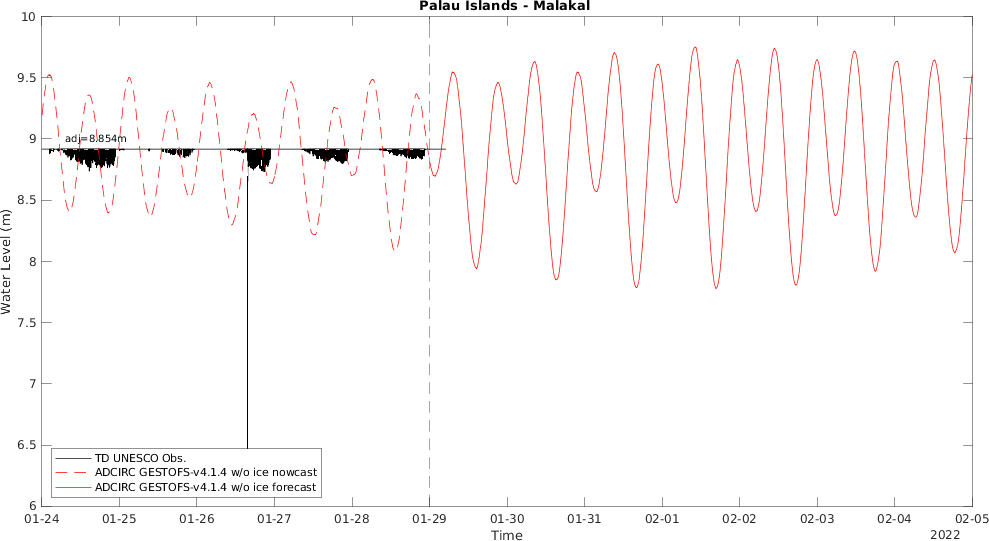 Palau Islands - Malakal
10
9.5
9
8.5
8
7.5
7
6.5
6
Water Level (m)
adj=8.854m
TD UNESCO Obs.
ADCIRC GESTOFS-v4.1.4 w/o ice nowcast
ADCIRC GESTOFS-v4.1.4 w/o ice forecast
01-24 01-25 01-26 01-27 01-28 01-29 01-30 01-31 02-01 02-02 02-03 02-04 02-05
Time
2022